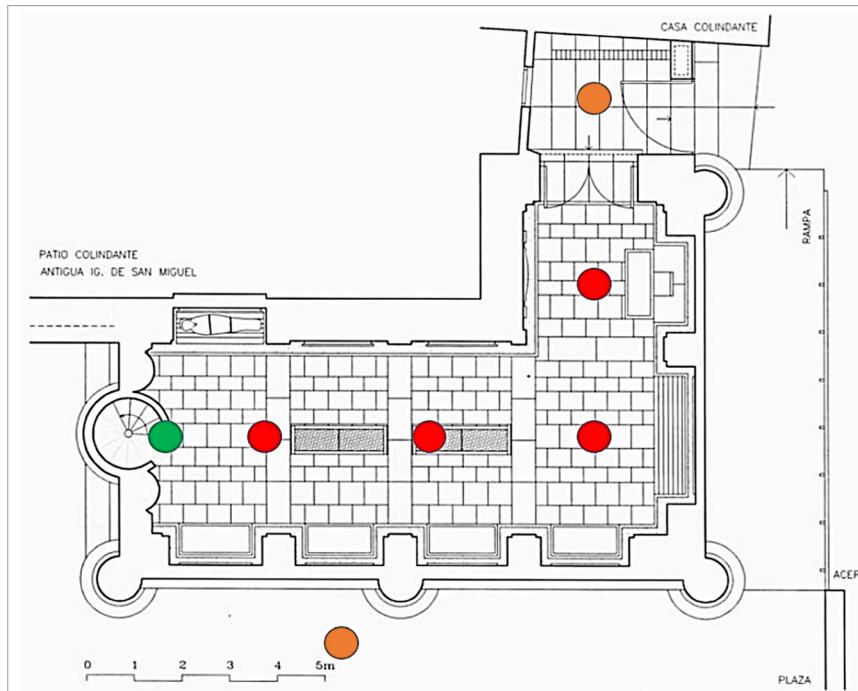 CASA COLINDANTE
RAMPA
PATIO COLINDANTE
ANTIGUA IG. DE SAN MIGUEL
ACER
0 1 2 3 4 5m
PLAZA